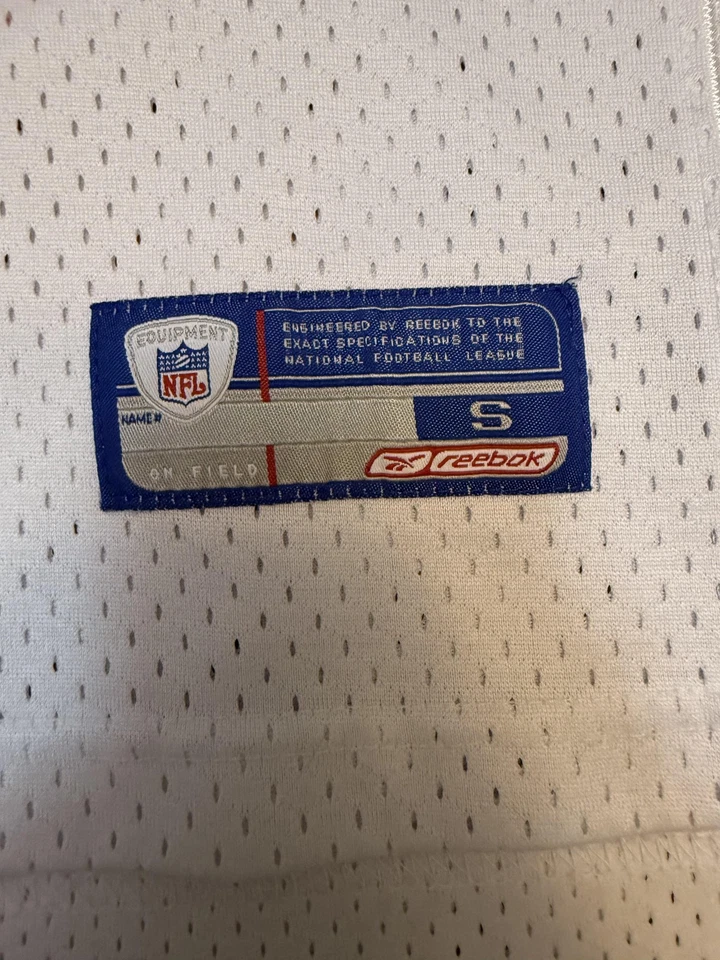 EQUIPMENT
NFL
ENGINEERED BY REEBOK TO THE
EXACT SPECIFICATIONS OF THE
NATIONAL FOOTBALL LEAGUE
NAME#
S
ON FIELD
reebok